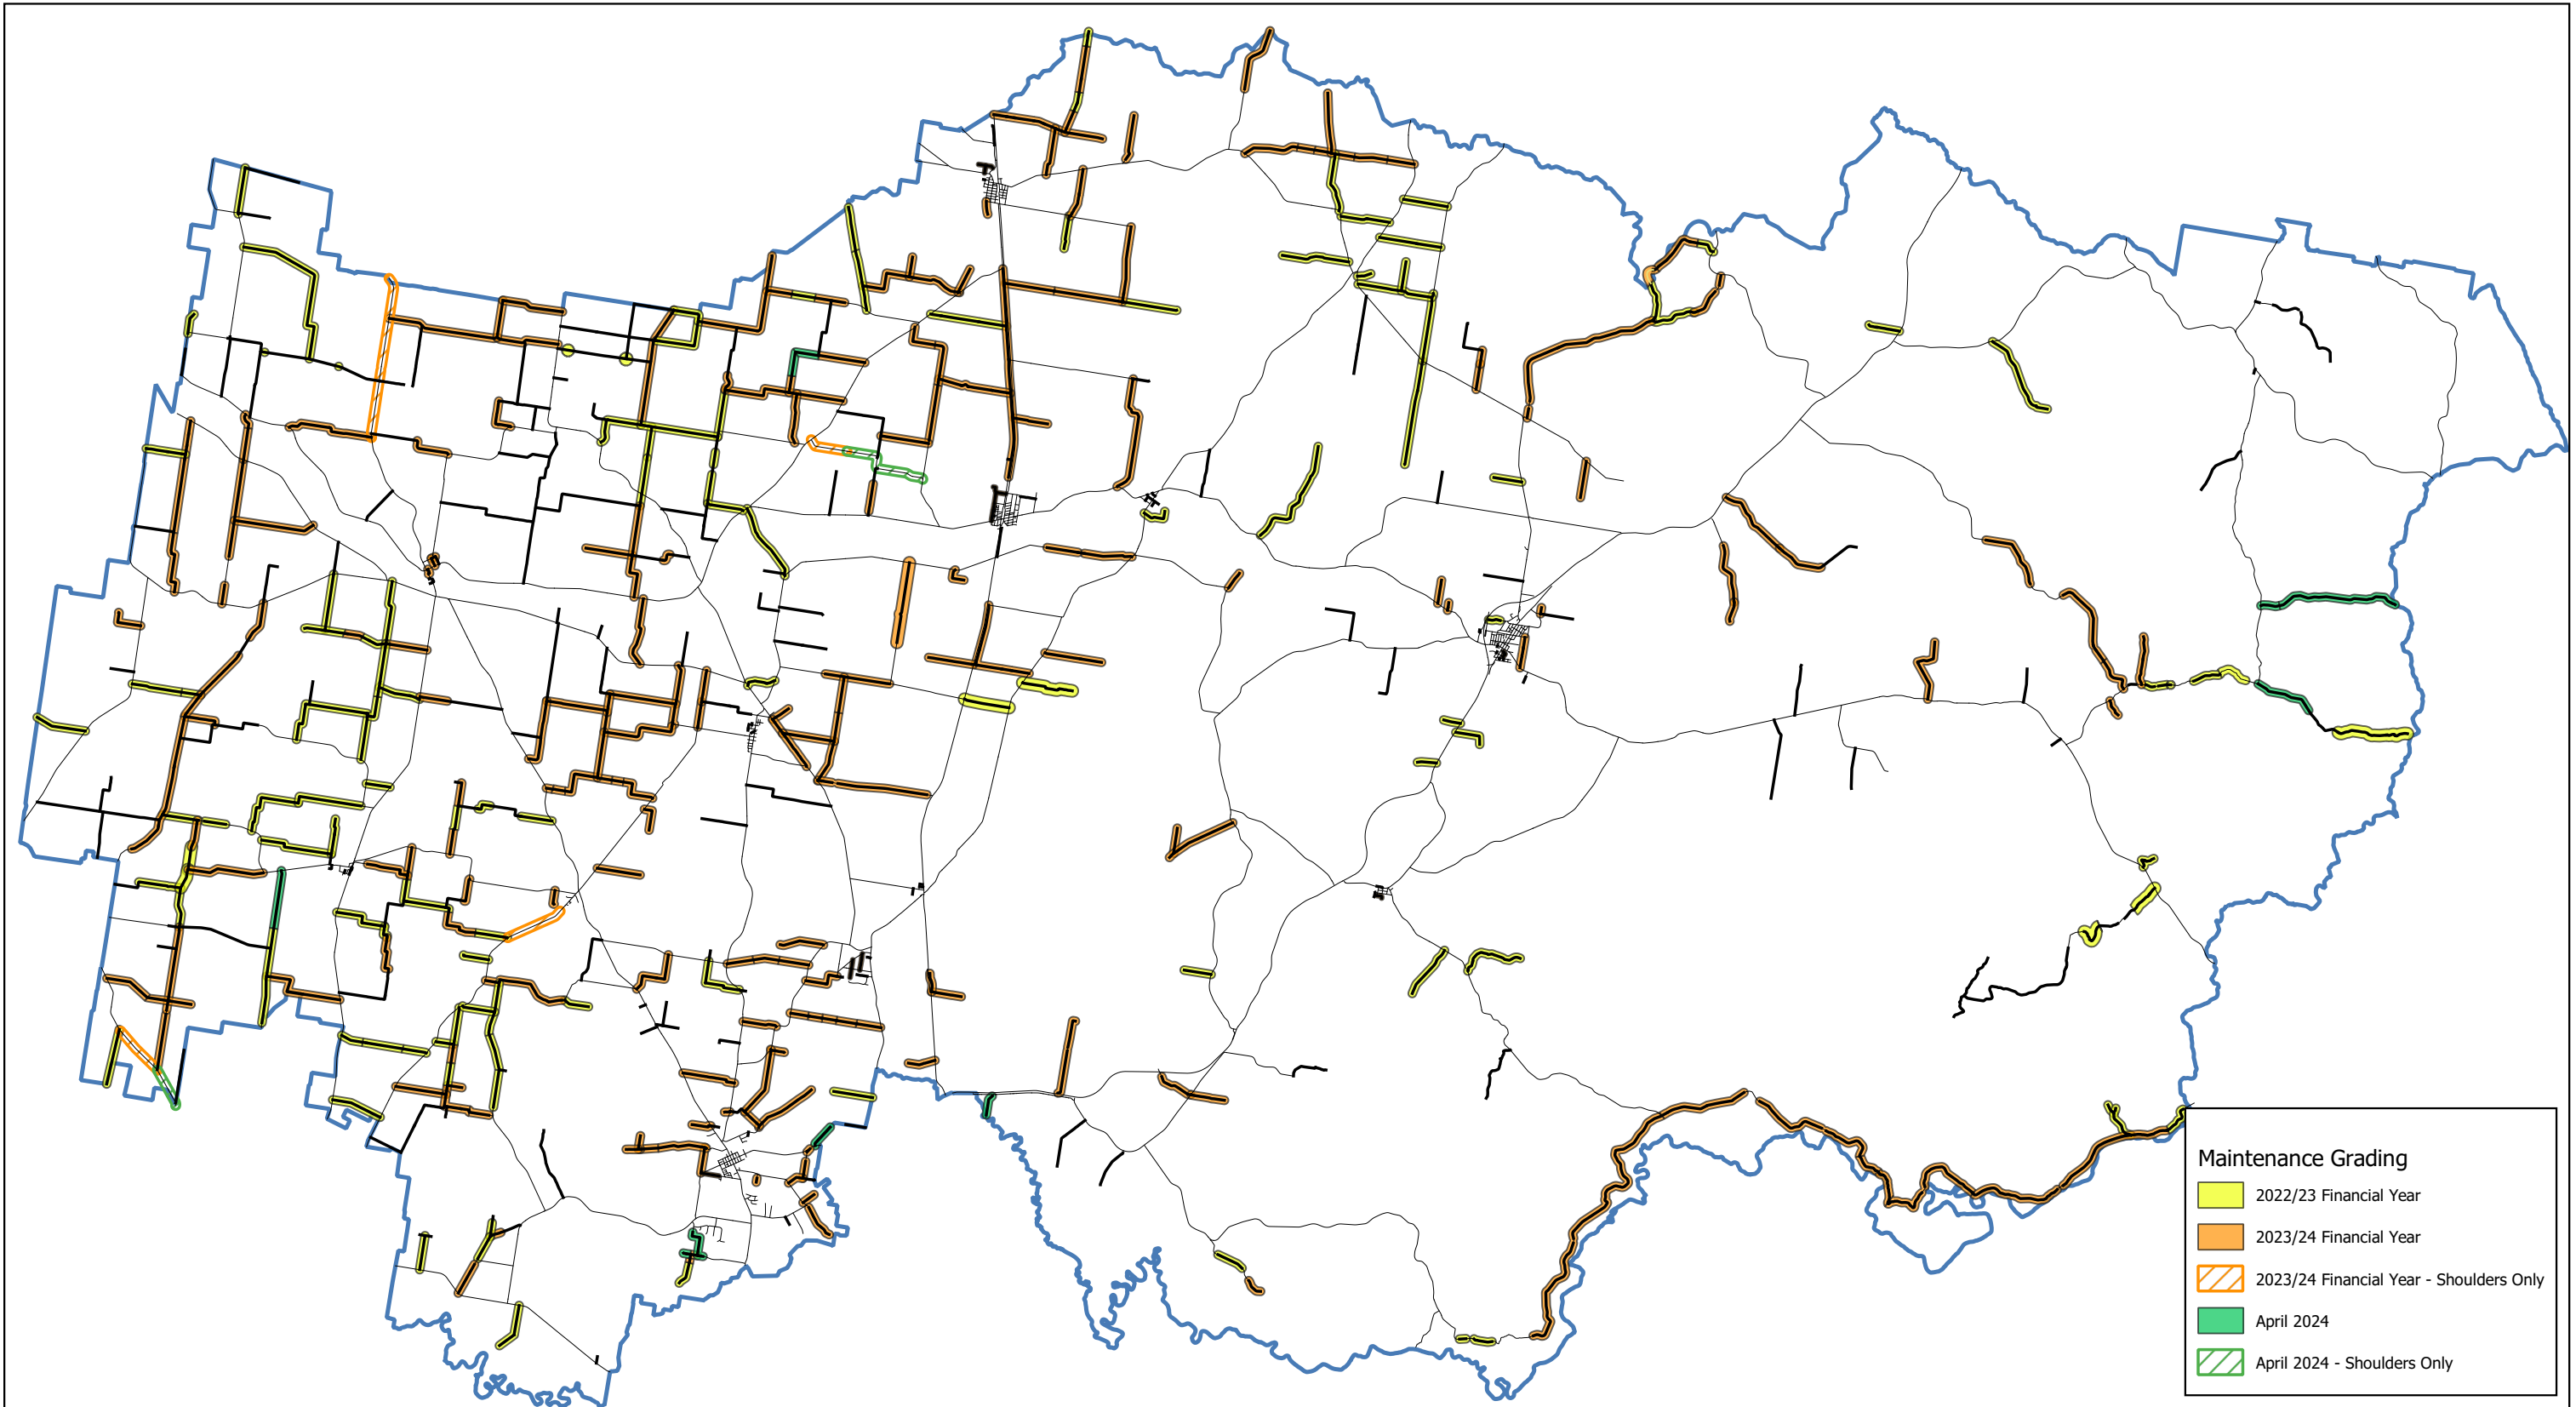 Maintenance Grading
2022/23 Financial Year
2023/24 Financial Year
2023/24 Financial Year - Shoulders Only
April 2024
April 2024 - Shoulders Only